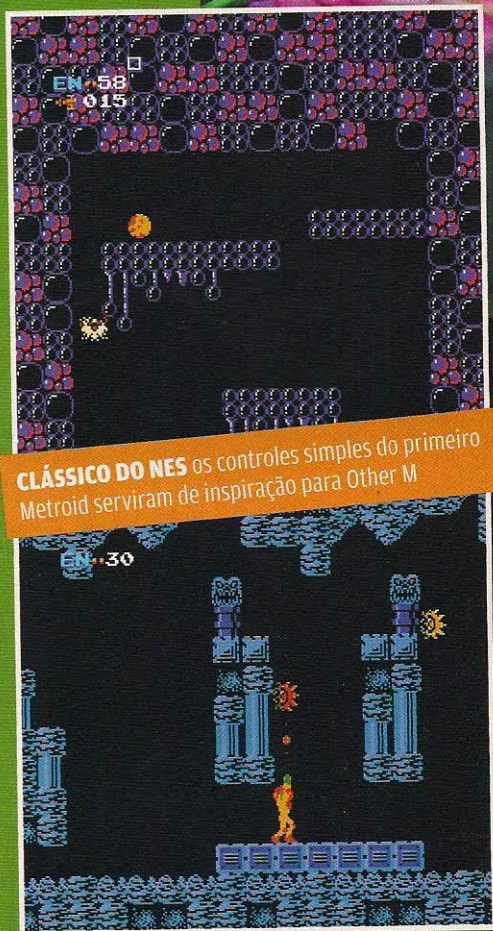 EN..58
015
CLÁSSICO DO NES os controles simples do primeiro
Metroid serviram de inspiração para Other M
EN..30